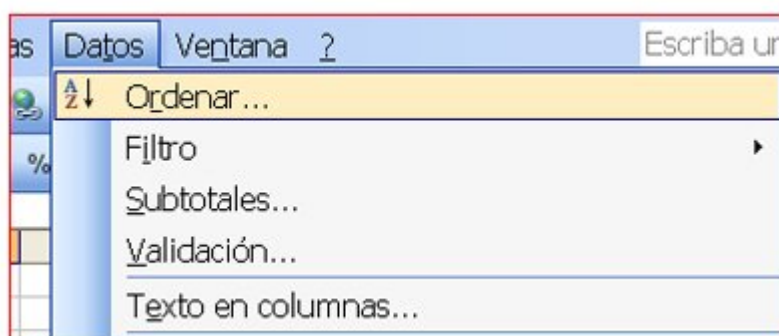 as Datos Ventana ? Escriba un
Ordenar...
Filtro
%
Subtotales...
Validación...
Texto en columnas...